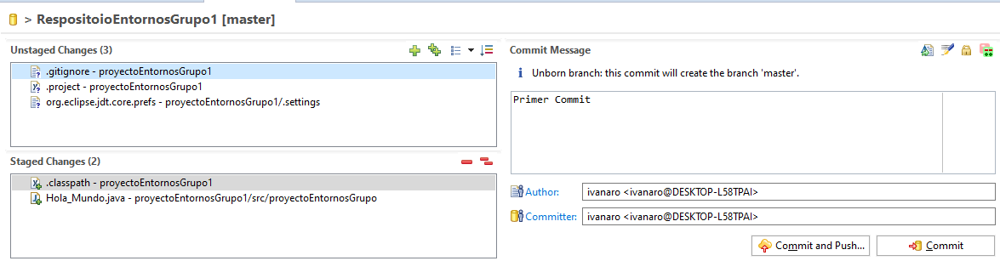 > RespositoioEntornosGrupo1 [master]
Unstaged Changes (3)
.gitignore - proyectoEntornosGrupo1
.project - proyectoEntornosGrupo1
org.eclipse.jdt.core.prefs - proyectoEntornosGrupo1/.settings
Staged Changes (2)
.classpath - proyectoEntornosGrupo1
Hola_Mundo.java - proyectoEntornosGrupo1/src/proyectoEntornosGrupo
Commit Message
Unborn branch: this commit will create the branch 'master'.
Primer Commit
Author: ivanaro <ivanaro@DESKTOP-L58TPAI>
Committer: ivanaro <ivanaro@DESKTOP-L58TPAI>
Commit and Push... Commit